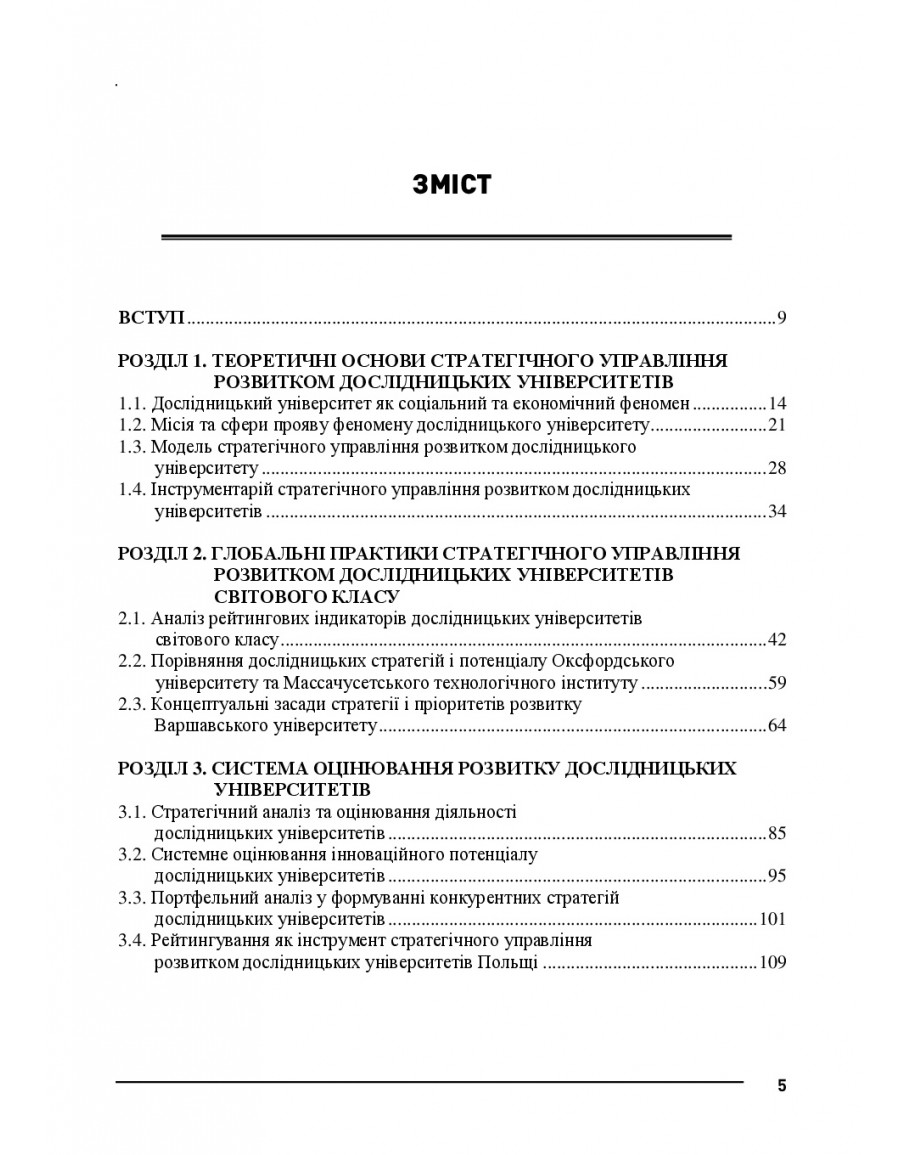 ЗМІСТ
ВСТУП...9
РОЗДІЛ 1. ТЕОРЕТИЧНІ ОСНОВИ СТРАТЕГІЧНОГО УПРАВЛІННЯ
РОЗВИТКОМ ДОСЛІДНИЦЬКИХ УНІВЕРСИТЕТІВ
1.1. Дослідницький університет як соціальний та економічний феномен...14
1.2. Місія та сфери прояву феномену дослідницького університету...21
1.3. Модель стратегічного управління розвитком дослідницького
університету...28
1.4. Інструментарій стратегічного управління розвитком дослідницьких
університетів...34
РОЗДІЛ 2. ГЛОБАЛЬНІ ПРАКТИКИ СТРАТЕГІЧНОГО УПРАВЛІННЯ
РОЗВИТКОМ ДОСЛІДНИЦЬКИХ УНІВЕРСИТЕТІВ
СВІТОВОГО КЛАСУ
2.1. Аналіз рейтингових індикаторів дослідницьких університетів
світового класу...42
2.2. Порівняння дослідницьких стратегій і потенціалу Оксфордського
університету та Массачусетського технологічного інституту...59
2.3. Концептуальні засади стратегії і пріоритетів розвитку
Варшавського університету...64
РОЗДІЛ 3. СИСТЕМА ОЦІНЮВАННЯ РОЗВИТКУ ДОСЛІДНИЦЬКИХ
УНІВЕРСИТЕТІВ
3.1. Стратегічний аналіз та оцінювання діяльності
дослідницьких університетів...85
3.2. Системне оцінювання інноваційного потенціалу
дослідницьких університетів...95
3.3. Портфельний аналіз у формуванні конкурентних стратегій
дослідницьких університетів...101
3.4. Рейтингування як інструмент стратегічного управління
розвитком дослідницьких університетів Польщі...109
5